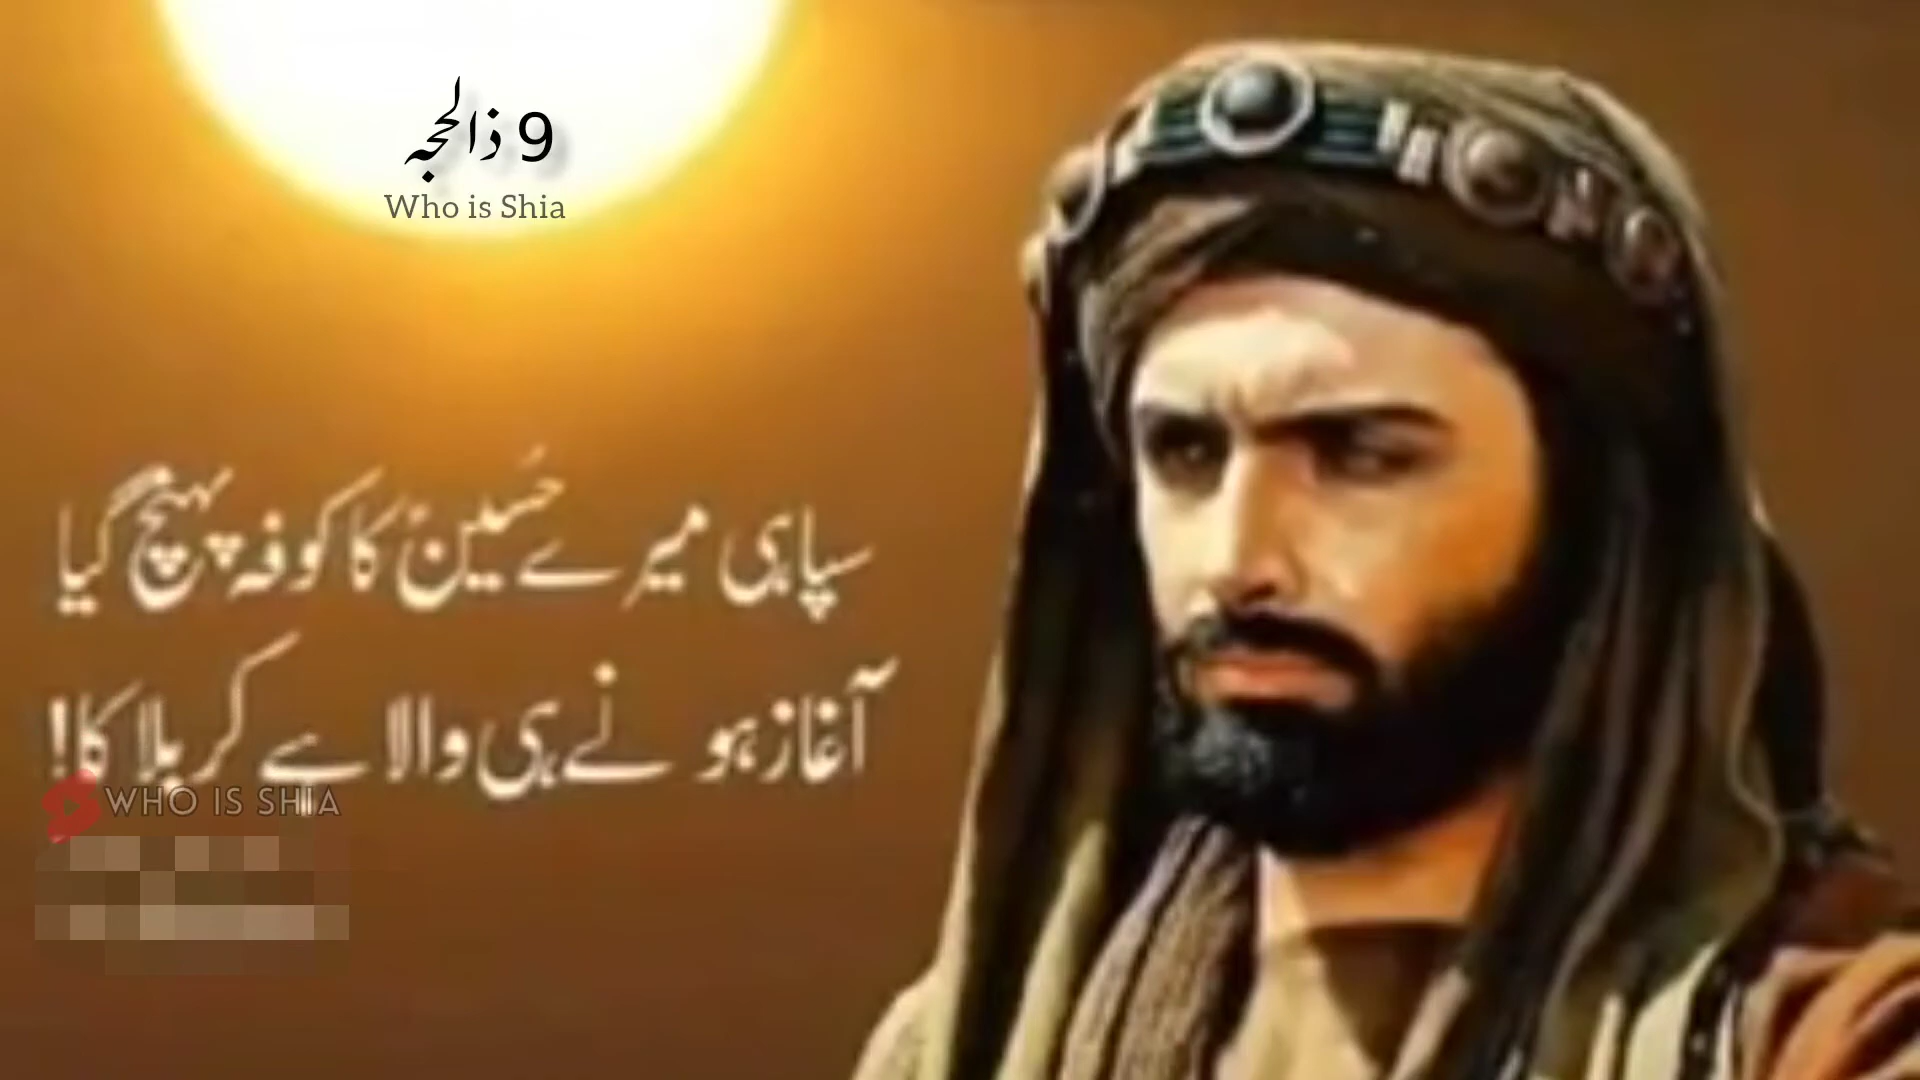 9 ذالحجہ
Who is Shia
سپاہی میرے حُسینؑ کا کوفہ پہنچ گیا
آغاز ہونے ہی والا ہے کربلا کا!
WHO IS SHIA